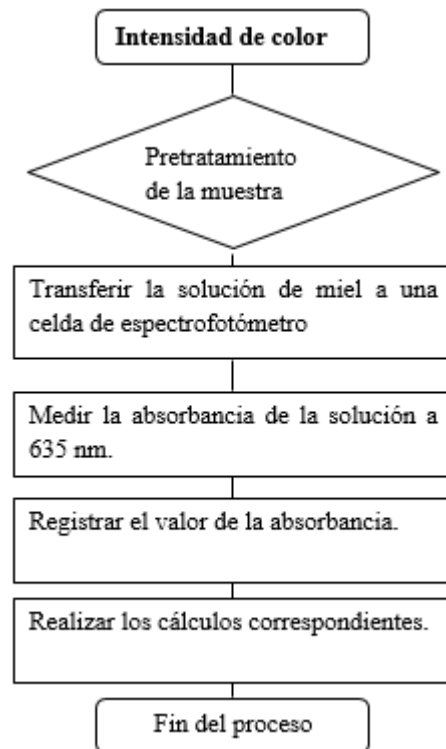 Intensidad de color
Pretratamiento
de la muestra
Transferir la solución de miel a una
celda de espectrofotómetro
Medir la absorbancia de la solución a
635 nm.
Registrar el valor de la absorbancia.
Realizar los cálculos correspondientes.
Fin del proceso